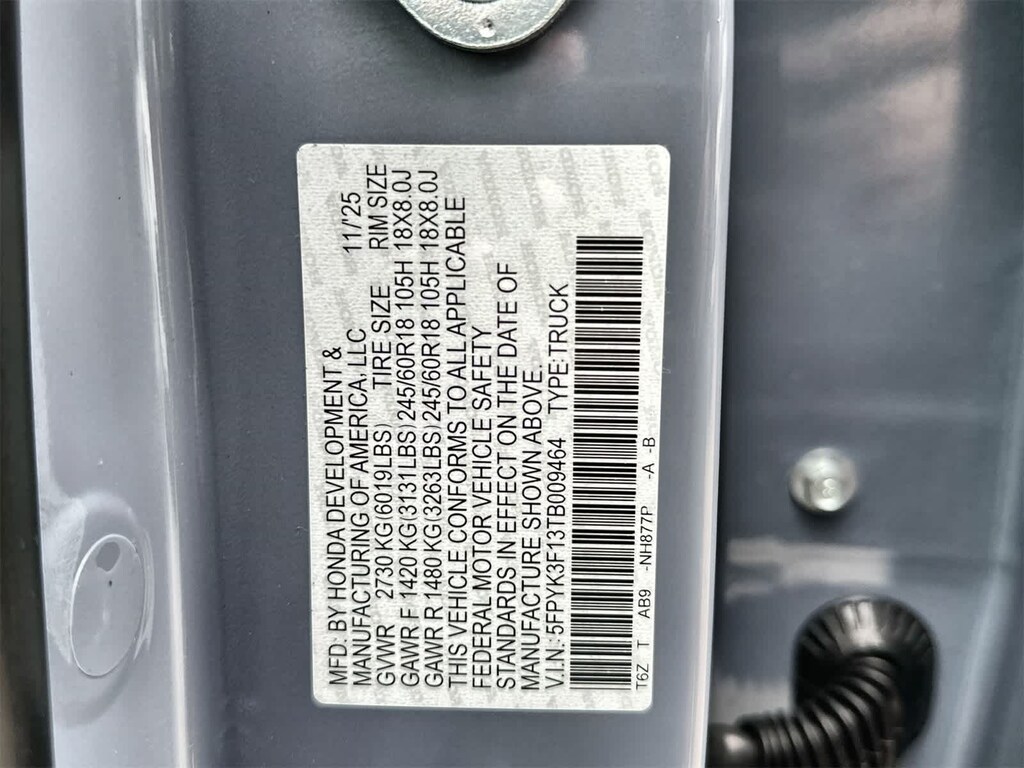 MFD. BY HONDA DEVELOPMENT &
MANUFACTURING OF AMERICA, LLC 11/'25
GVWR 2730 KG(6019LBS) TIRE SIZE RIM SIZE
GAWR F 1420 KG(3131LBS) 245/60R18 105H 18X8.0J
GAWR R 1480 KG(3263LBS) 245/60R18 105H 18X8.0J
THIS VEHICLE CONFORMS TO ALL APPLICABLE
FEDERAL MOTOR VEHICLE SAFETY
STANDARDS IN EFFECT ON THE DATE OF
MANUFACTURE SHOWN ABOVE.
V.I.N.: 5FPYK3F13TB009464 TYPE:TRUCK
T6Z T AB9 -NH877P -A -B